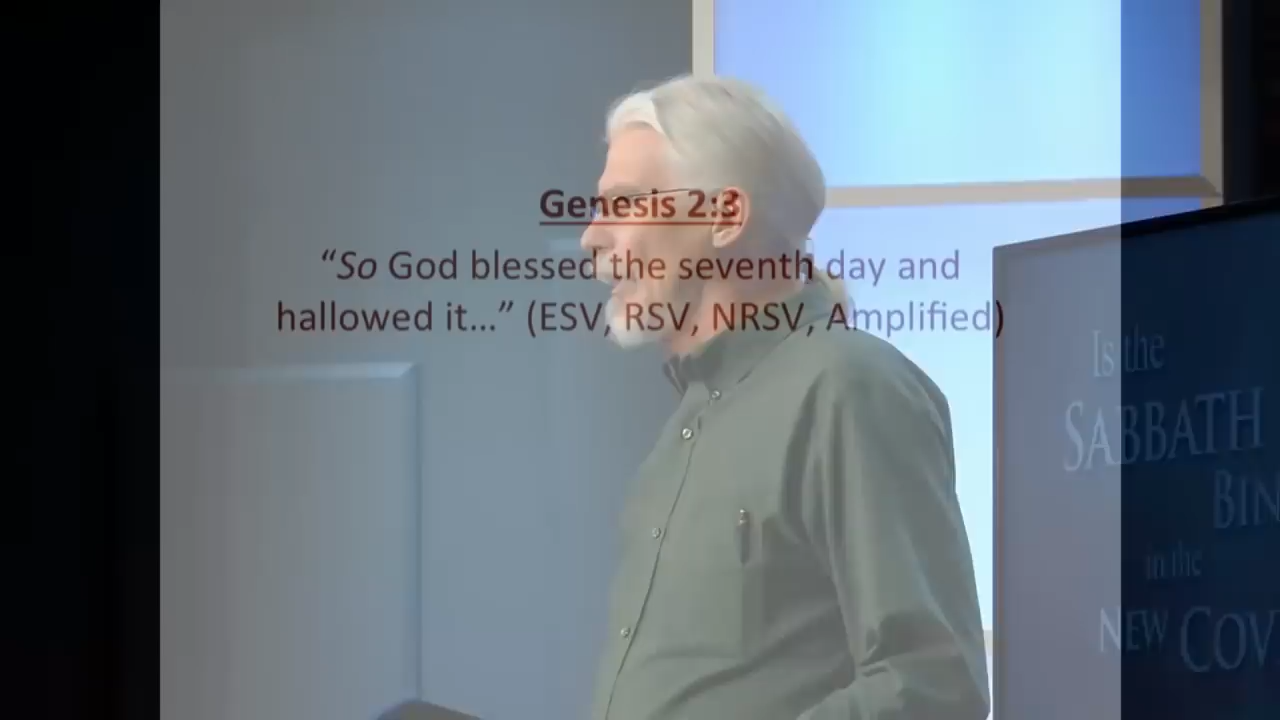 Genesis 2:3
“So God blessed the seventh day and
hallowed it...” (ESV, RSV, NRSV, Amplified)
Is the
SABBATH
BIN
in the
NEW COV